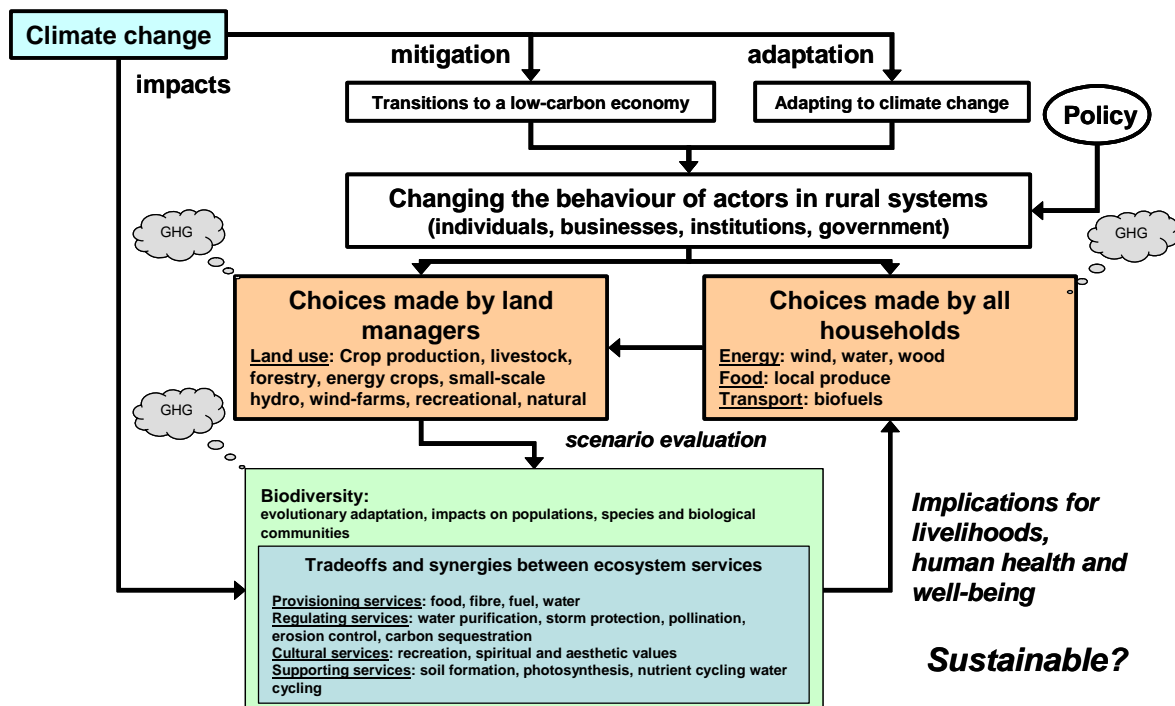 Climate change
impacts
mitigation
adaptation
Transitions to a low-carbon economy
Adapting to climate change
Policy
Changing the behaviour of actors in rural systems
(individuals, businesses, institutions, government)
GHG
GHG
Choices made by land
managers
Land use: Crop production, livestock,
forestry, energy crops, small-scale
hydro, wind-farms, recreational, natural
Choices made by all
households
Energy: wind, water, wood
Food: local produce
Transport: biofuels
GHG
scenario evaluation
Biodiversity:
evolutionary adaptation, impacts on populations, species and biological
communities
Tradeoffs and synergies between ecosystem services
Provisioning services: food, fibre, fuel, water
Regulating services: water purification, storm protection, pollination,
erosion control, carbon sequestration
Cultural services: recreation, spiritual and aesthetic values
Supporting services: soil formation, photosynthesis, nutrient cycling water
cycling
Implications for
livelihoods,
human health and
well-being
Sustainable?